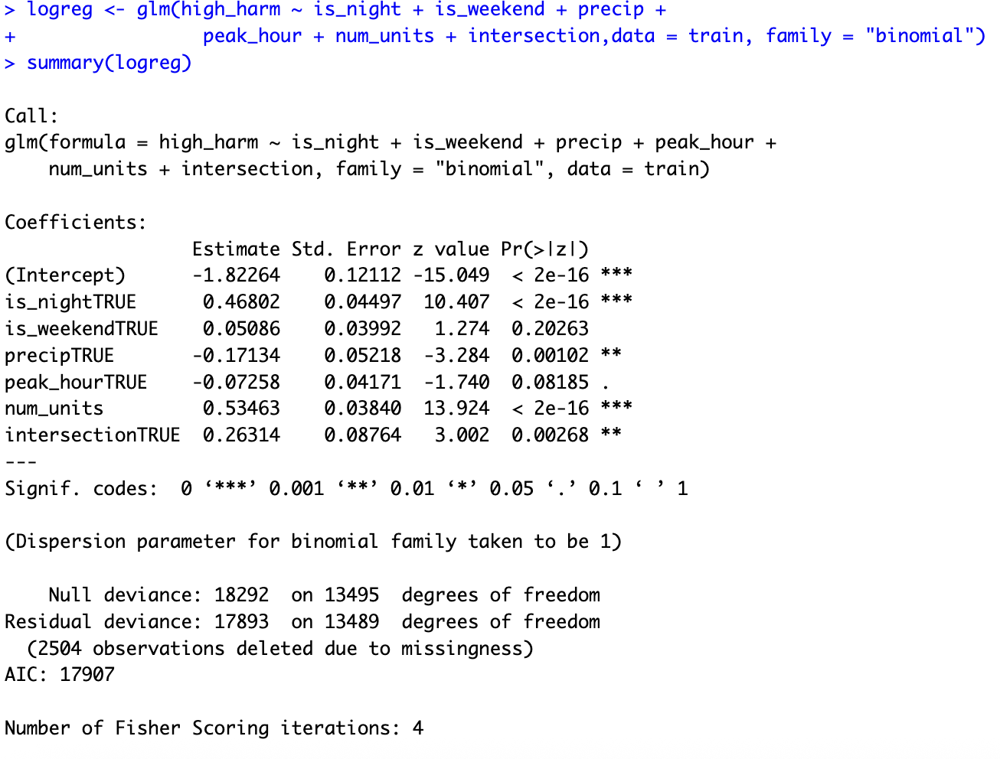 > logreg <- glm(high_harm ~ is_night + is_weekend + precip +
+                 peak_hour + num_units + intersection,data = train, family = "binomial")
> summary(logreg)

Call:
glm(formula = high_harm ~ is_night + is_weekend + precip + peak_hour +
    num_units + intersection, family = "binomial", data = train)

Coefficients:
                 Estimate Std. Error z value Pr(>|z|)
(Intercept)      -1.82264    0.12112 -15.049  < 2e-16 ***
is_nightTRUE      0.46802    0.04497  10.407  < 2e-16 ***
is_weekendTRUE    0.05086    0.03992   1.274  0.20263
precipTRUE       -0.17134    0.05218  -3.284  0.00102 **
peak_hourTRUE    -0.07258    0.04171  -1.740  0.08185 .
num_units         0.53463    0.03840  13.924  < 2e-16 ***
intersectionTRUE  0.26314    0.08764   3.002  0.00268 **
---
Signif. codes:  0 ‘***’ 0.001 ‘**’ 0.01 ‘*’ 0.05 ‘.’ 0.1 ‘ ’ 1

(Dispersion parameter for binomial family taken to be 1)

    Null deviance: 18292  on 13495  degrees of freedom
Residual deviance: 17893  on 13489  degrees of freedom
  (2504 observations deleted due to missingness)
AIC: 17907

Number of Fisher Scoring iterations: 4